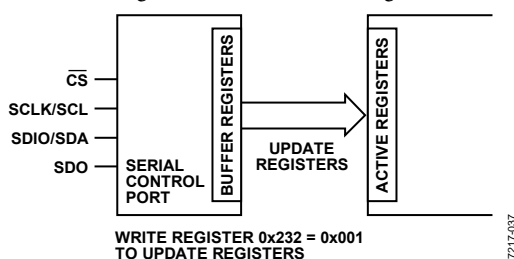 CS
SCLK/SCL
SDIO/SDA
SDO
SERIAL
CONTROL
PORT
BUFFER REGISTERS
UPDATE
REGISTERS
ACTIVE REGISTERS
WRITE REGISTER 0x232 = 0x001
TO UPDATE REGISTERS
7217-037